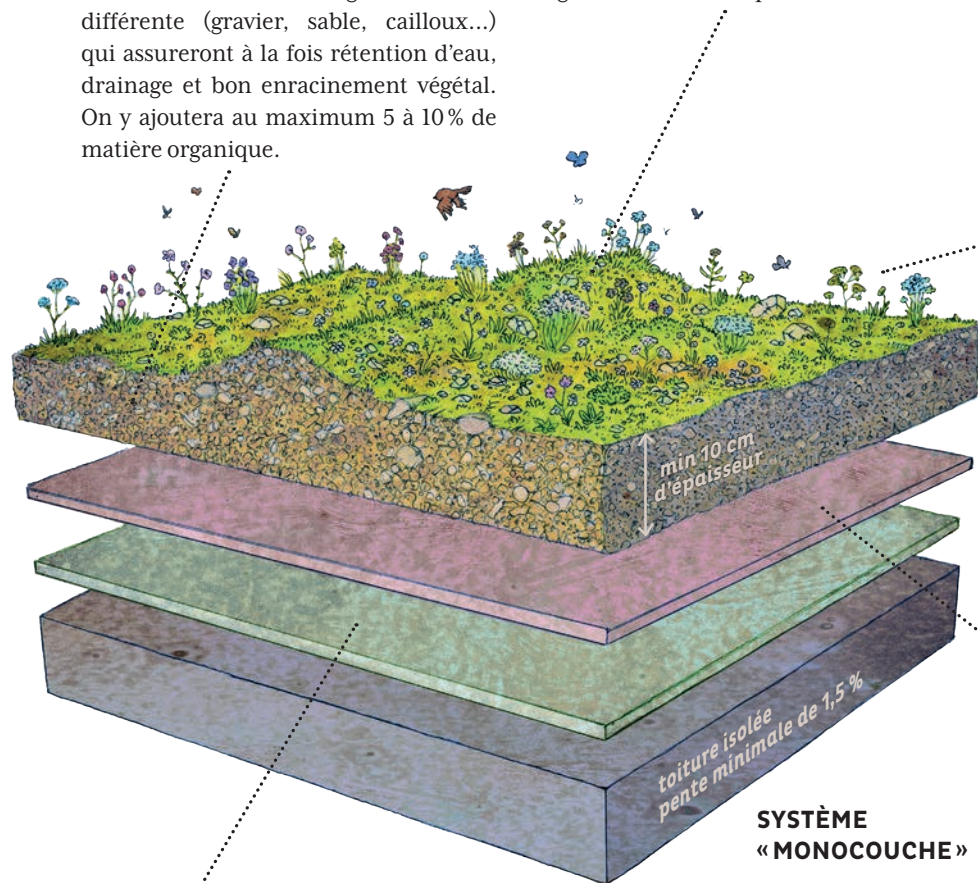 différente (gravier, sable, cailloux…)
qui assureront à la fois rétention d’eau,
drainage et bon enracinement végétal.
On y ajoutera au maximum 5 à 10 % de
matière organique.
min 10 cm
d’épaisseur
toiture isolée
pente minimale de 1,5 %
SYSTÈME
« MONOCOUCHE »